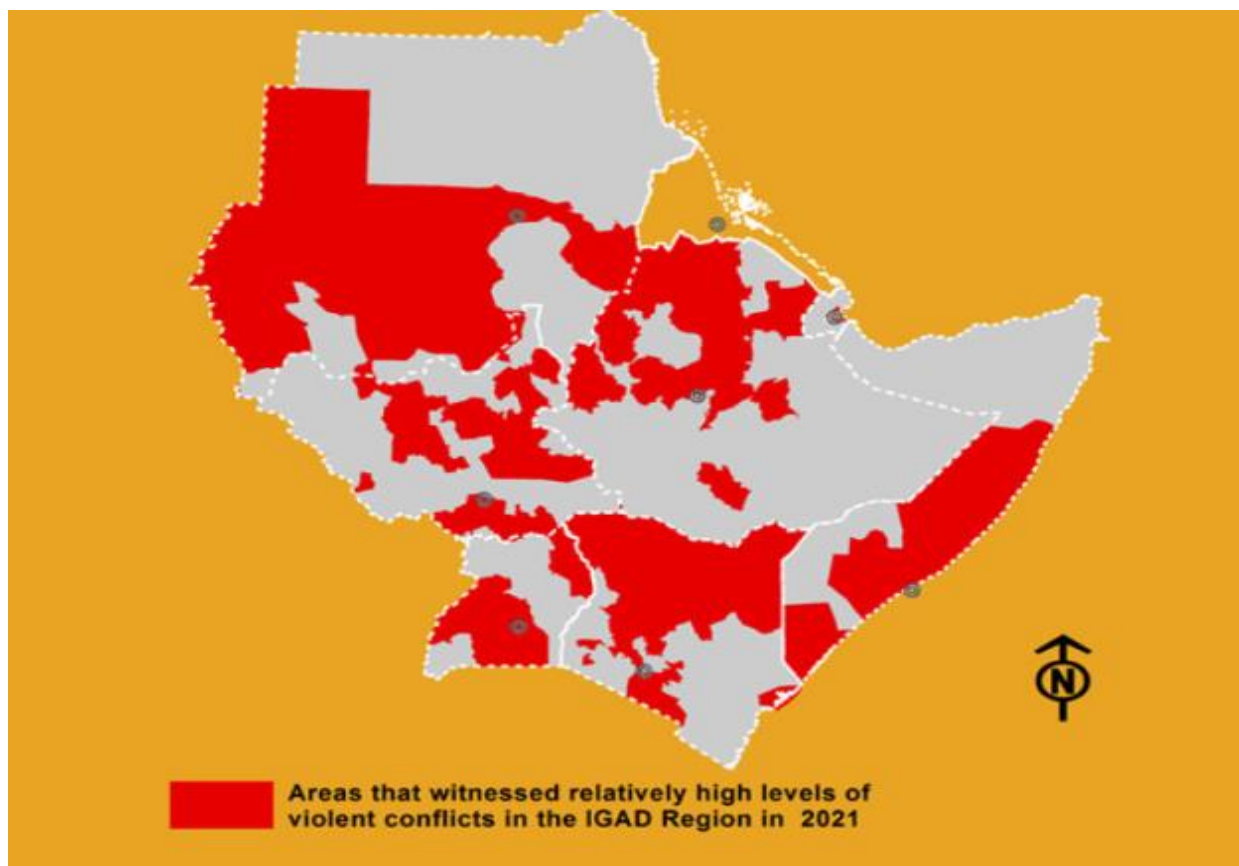 N
Areas that witnessed relatively high levels of
violent conflicts in the IGAD Region in 2021